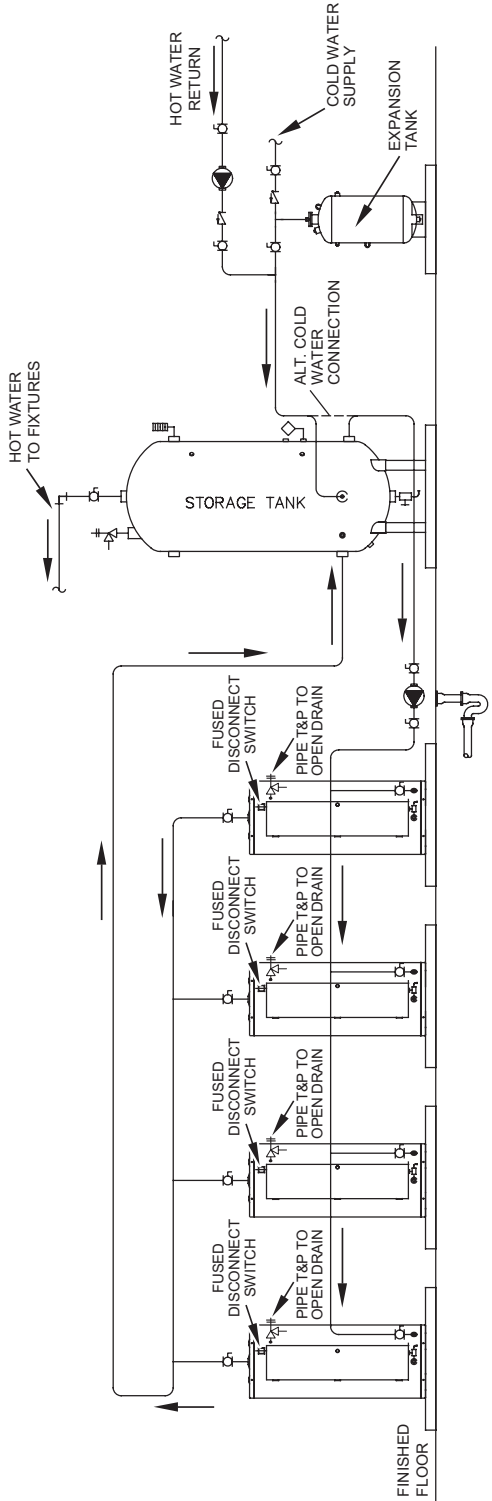 HOT WATER
TO FIXTURES
HOT WATER
RETURN
COLD WATER
SUPPLY
EXPANSION
TANK
ALT. COLD
WATER
CONNECTION
STORAGE TANK
FUSED
DISCONNECT
SWITCH
PIPE T&P TO
OPEN DRAIN
FUSED
DISCONNECT
SWITCH
PIPE T&P TO
OPEN DRAIN
FUSED
DISCONNECT
SWITCH
PIPE T&P TO
OPEN DRAIN
FUSED
DISCONNECT
SWITCH
PIPE T&P TO
OPEN DRAIN
FINISHED
FLOOR